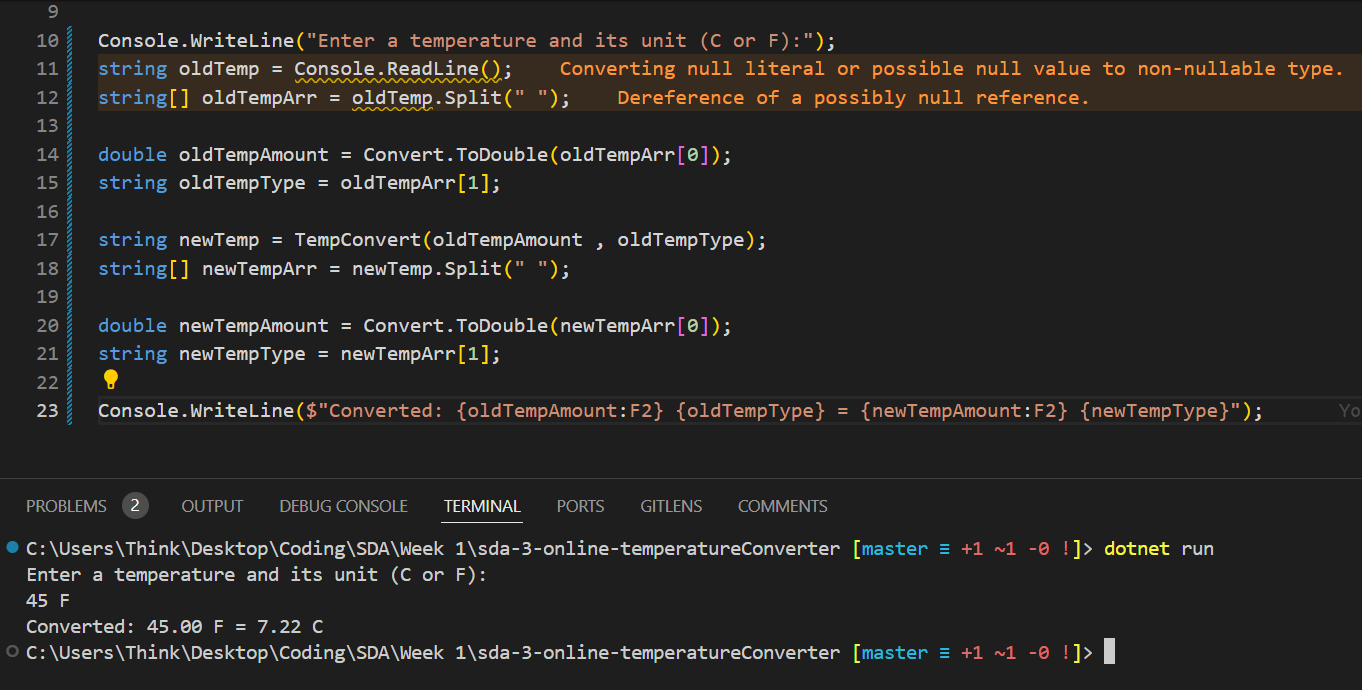 9
10 Console.WriteLine("Enter a temperature and its unit (C or F):");
11 string oldTemp = Console.ReadLine(); Converting null literal or possible null value to non-nullable type.
12 string[] oldTempArr = oldTemp.Split(" "); Dereference of a possibly null reference.
13
14 double oldTempAmount = Convert.ToDouble(oldTempArr[0]);
15 string oldTempType = oldTempArr[1];
16
17 string newTemp = TempConvert(oldTempAmount , oldTempType);
18 string[] newTempArr = newTemp.Split(" ");
19
20 double newTempAmount = Convert.ToDouble(newTempArr[0]);
21 string newTempType = newTempArr[1];
22
23 Console.WriteLine($"Converted: {oldTempAmount:F2} {oldTempType} = {newTempAmount:F2} {newTempType}"); Yo
PROBLEMS 2 OUTPUT DEBUG CONSOLE TERMINAL PORTS GITLENS COMMENTS
C:\Users\Think\Desktop\Coding\SDA\Week 1\sda-3-online-temperatureConverter [master ≡ +1 ~1 -0 !]> dotnet run
Enter a temperature and its unit (C or F):
45 F
Converted: 45.00 F = 7.22 C
C:\Users\Think\Desktop\Coding\SDA\Week 1\sda-3-online-temperatureConverter [master ≡ +1 ~1 -0 !]>